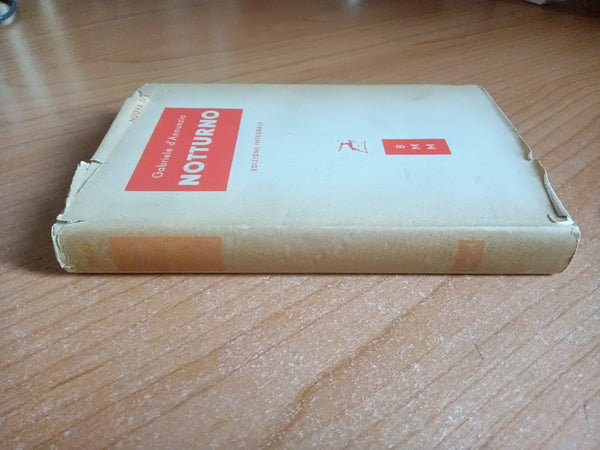 Gabriele d'Annunzio
NOTTURNO
EDIZIONE INTEGRALE
B
M
M